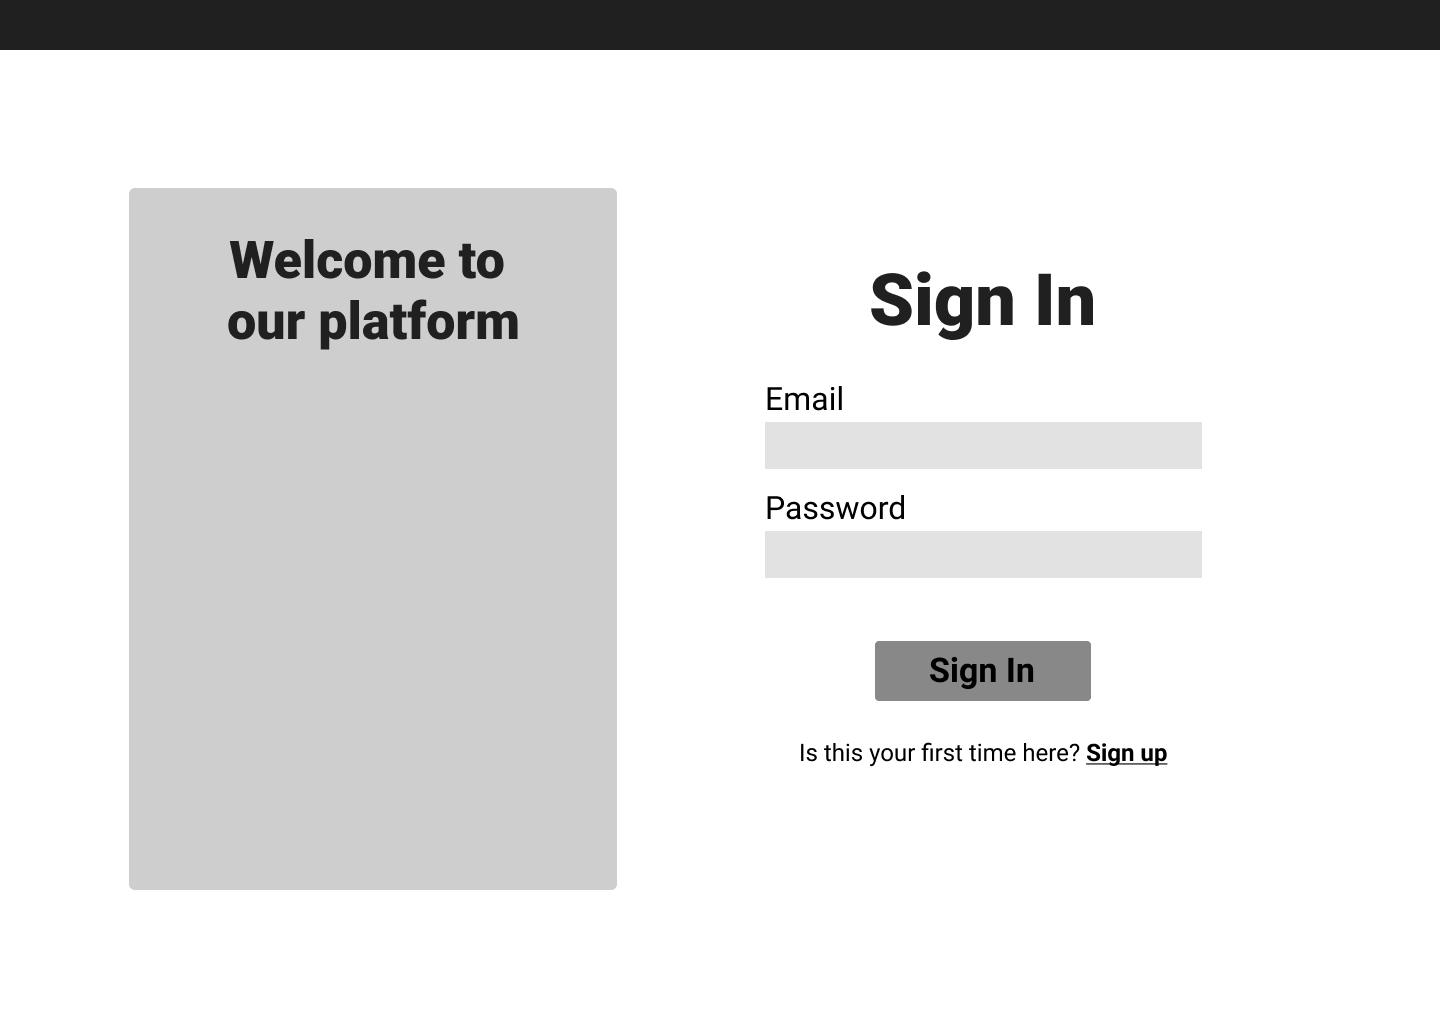 Welcome to
our platform
Sign In
Email
Password
Sign In
Is this your first time here? Sign up